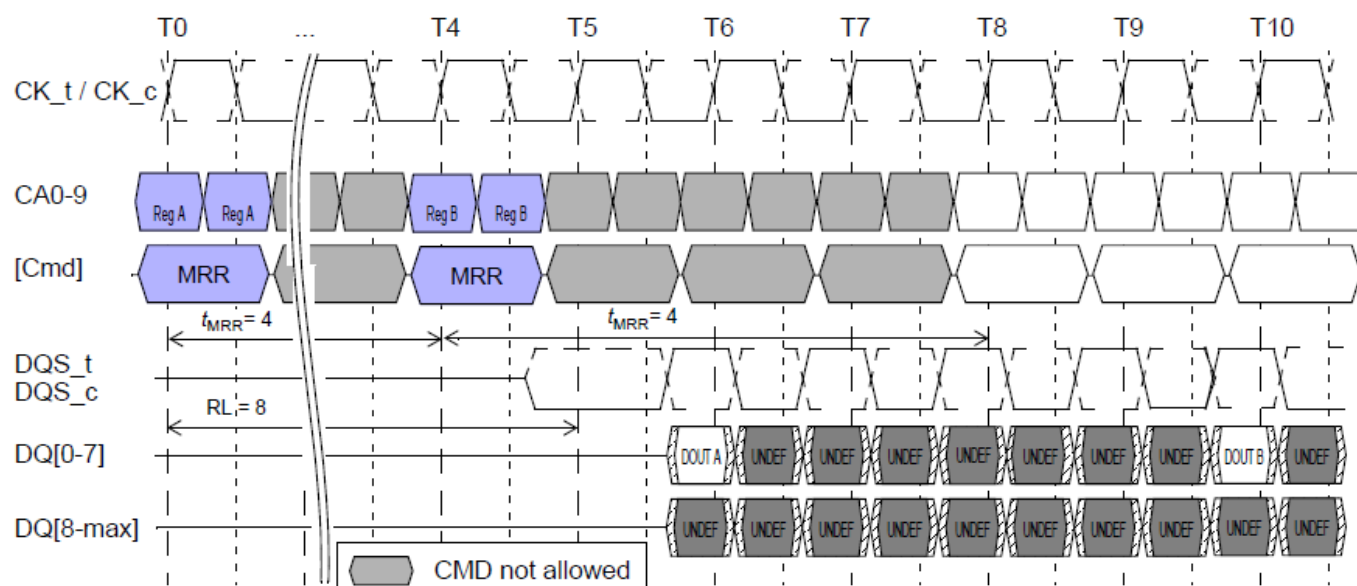 T0 ... T4 T5 T6 T7 T8 T9 T10
CK_t / CK_c
CA0-9 Reg A Reg A Reg B Reg B
[Cmd] MRR MRR
tMRR= 4 tMRR= 4
DQS_t
DQS_c
RL = 8
DQ[0-7] DOUT A UNDEF UNDEF UNDEF UNDEF UNDEF UNDEF UNDEF DOUT B UNDEF
DQ[8-max] UNDEF UNDEF UNDEF UNDEF UNDEF UNDEF UNDEF UNDEF UNDEF UNDEF
CMD not allowed